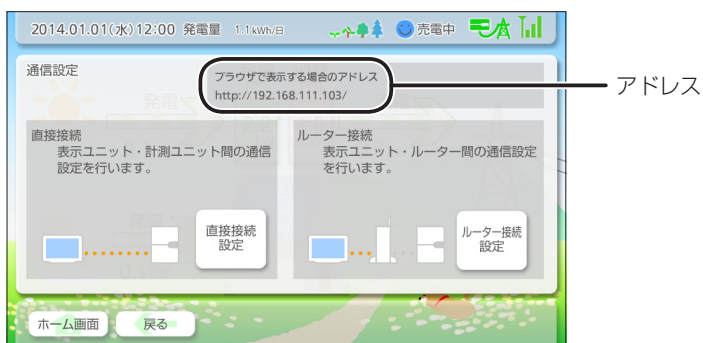 2014.01.01(水)12:00 発電量 1.1kWh/日 売電中
通信設定
ブラウザで表示する場合のアドレス
http://192.168.111.103/
アドレス
直接接続
表示ユニット・計測ユニット間の通信
設定を行います。
直接接続
設定
ルーター接続
表示ユニット・ルーター間の通信設定
を行います。
ルーター接続
設定
ホーム画面 戻る